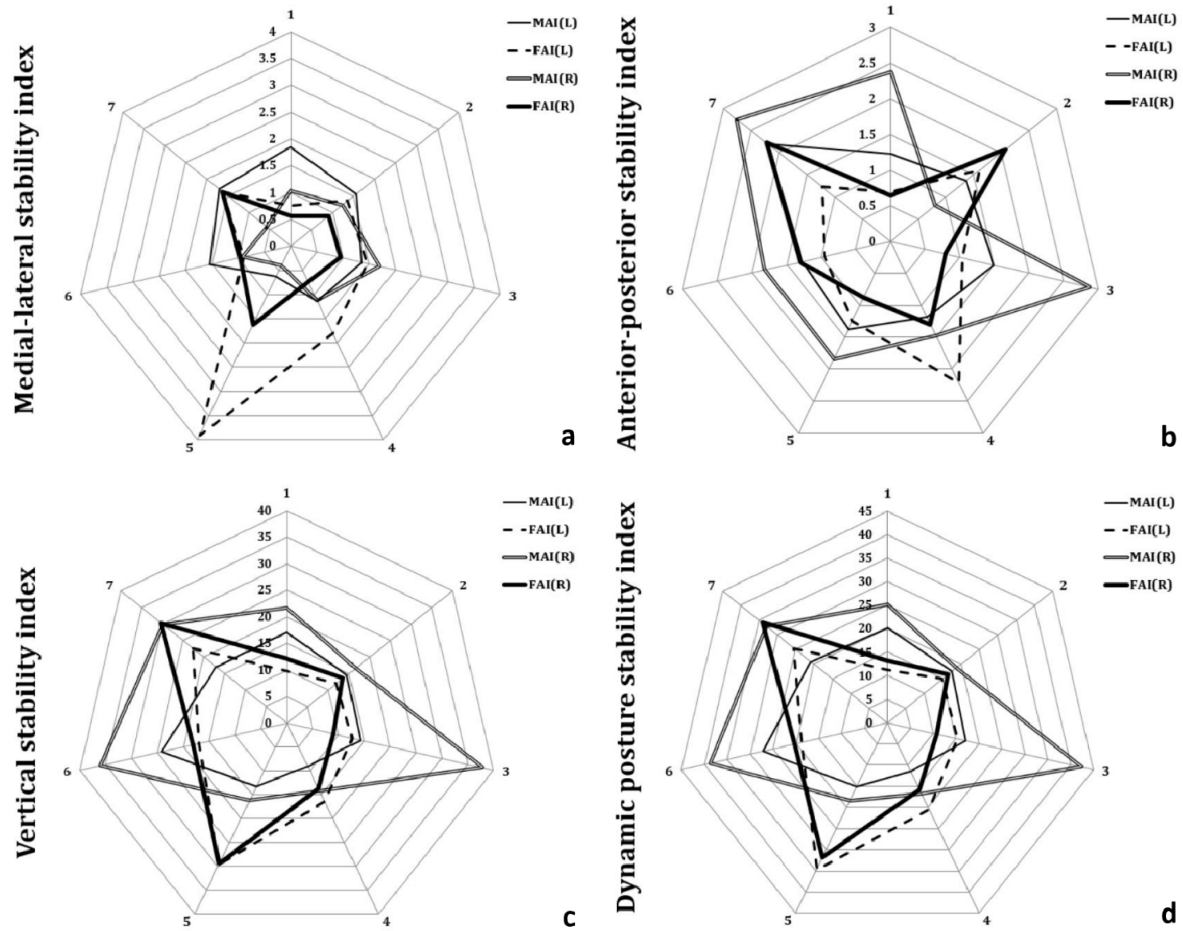 Medial-lateral stability index
1
2
3
4
5
6
7
4
3.5
3
2.5
2
1.5
1
0.5
0
MAI(L)
FAI(L)
MAI(R)
FAI(R)
a
Anterior-posterior stability index
1
2
3
4
5
6
7
3
2.5
2
1.5
1
0.5
0
MAI(L)
FAI(L)
MAI(R)
FAI(R)
b
Vertical stability index
1
2
3
4
5
6
7
40
35
30
25
20
15
10
5
0
MAI(L)
FAI(L)
MAI(R)
FAI(R)
c
Dynamic posture stability index
1
2
3
4
5
6
7
45
40
35
30
25
20
15
10
5
0
MAI(L)
FAI(L)
MAI(R)
FAI(R)
d